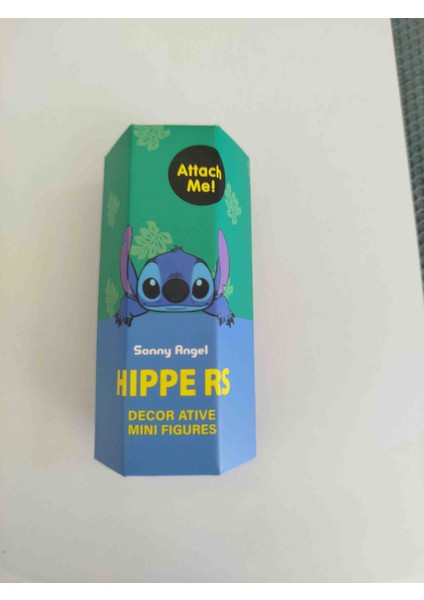 Attach
Me!
Sonny Angel
HIPPE RS
DECOR ATIVE
MINI FIGURES